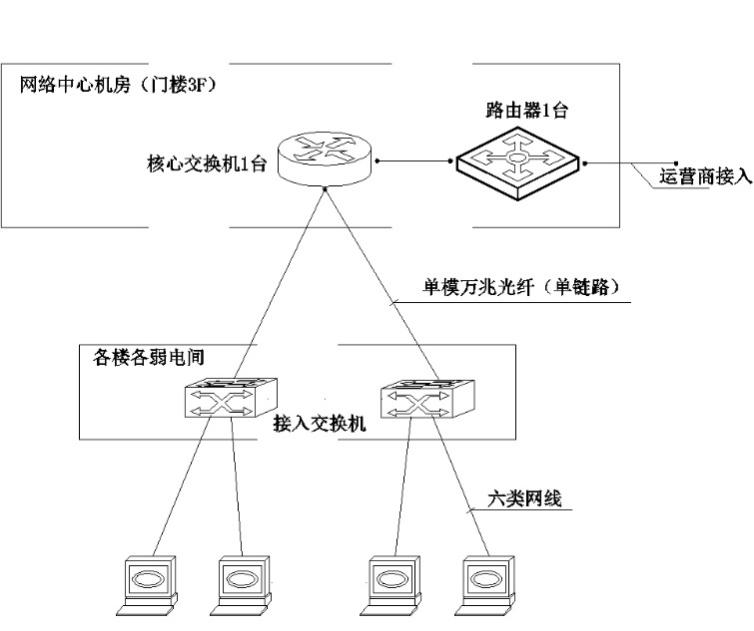 网络中心机房（门楼3F）
路由器1台
核心交换机1台
运营商接入
单模万兆光纤（单链路）
各楼各弱电间
接入交换机
六类网线